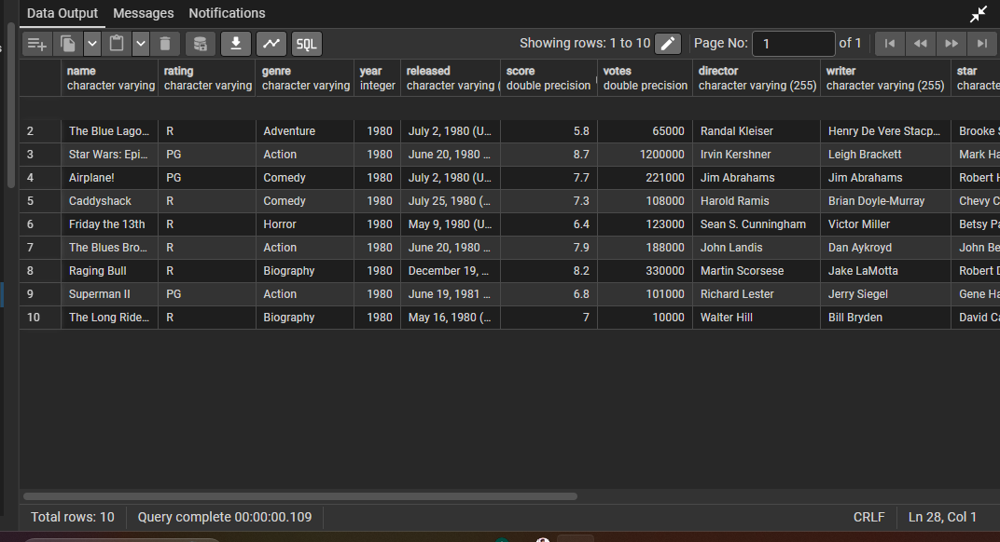 Data Output Messages Notifications
SQL Showing rows: 1 to 10 Page No: 1 of 1
name rating genre year released score votes director writer star
character varying character varying character varying integer character varying ( double precision double precision character varying (255) character varying (255) characte
2 The Blue Lago... R Adventure 1980 July 2, 1980 (U... 5.8 65000 Randal Kleiser Henry De Vere Stacp... Brooke S
3 Star Wars: Epi... PG Action 1980 June 20, 1980 ... 8.7 1200000 Irvin Kershner Leigh Brackett Mark Ha
4 Airplane! PG Comedy 1980 July 2, 1980 (U... 7.7 221000 Jim Abrahams Jim Abrahams Robert H
5 Caddyshack R Comedy 1980 July 25, 1980 (... 7.3 108000 Harold Ramis Brian Doyle-Murray Chevy C
6 Friday the 13th R Horror 1980 May 9, 1980 (U... 6.4 123000 Sean S. Cunningham Victor Miller Betsy Pa
7 The Blues Bro... R Action 1980 June 20, 1980 ... 7.9 188000 John Landis Dan Aykroyd John Be
8 Raging Bull R Biography 1980 December 19, ... 8.2 330000 Martin Scorsese Jake LaMotta Robert D
9 Superman II PG Action 1980 June 19, 1981 ... 6.8 101000 Richard Lester Jerry Siegel Gene Ha
10 The Long Ride... R Biography 1980 May 16, 1980 (... 7 10000 Walter Hill Bill Bryden David Ca
Total rows: 10 Query complete 00:00:00.109 CRLF Ln 28, Col 1